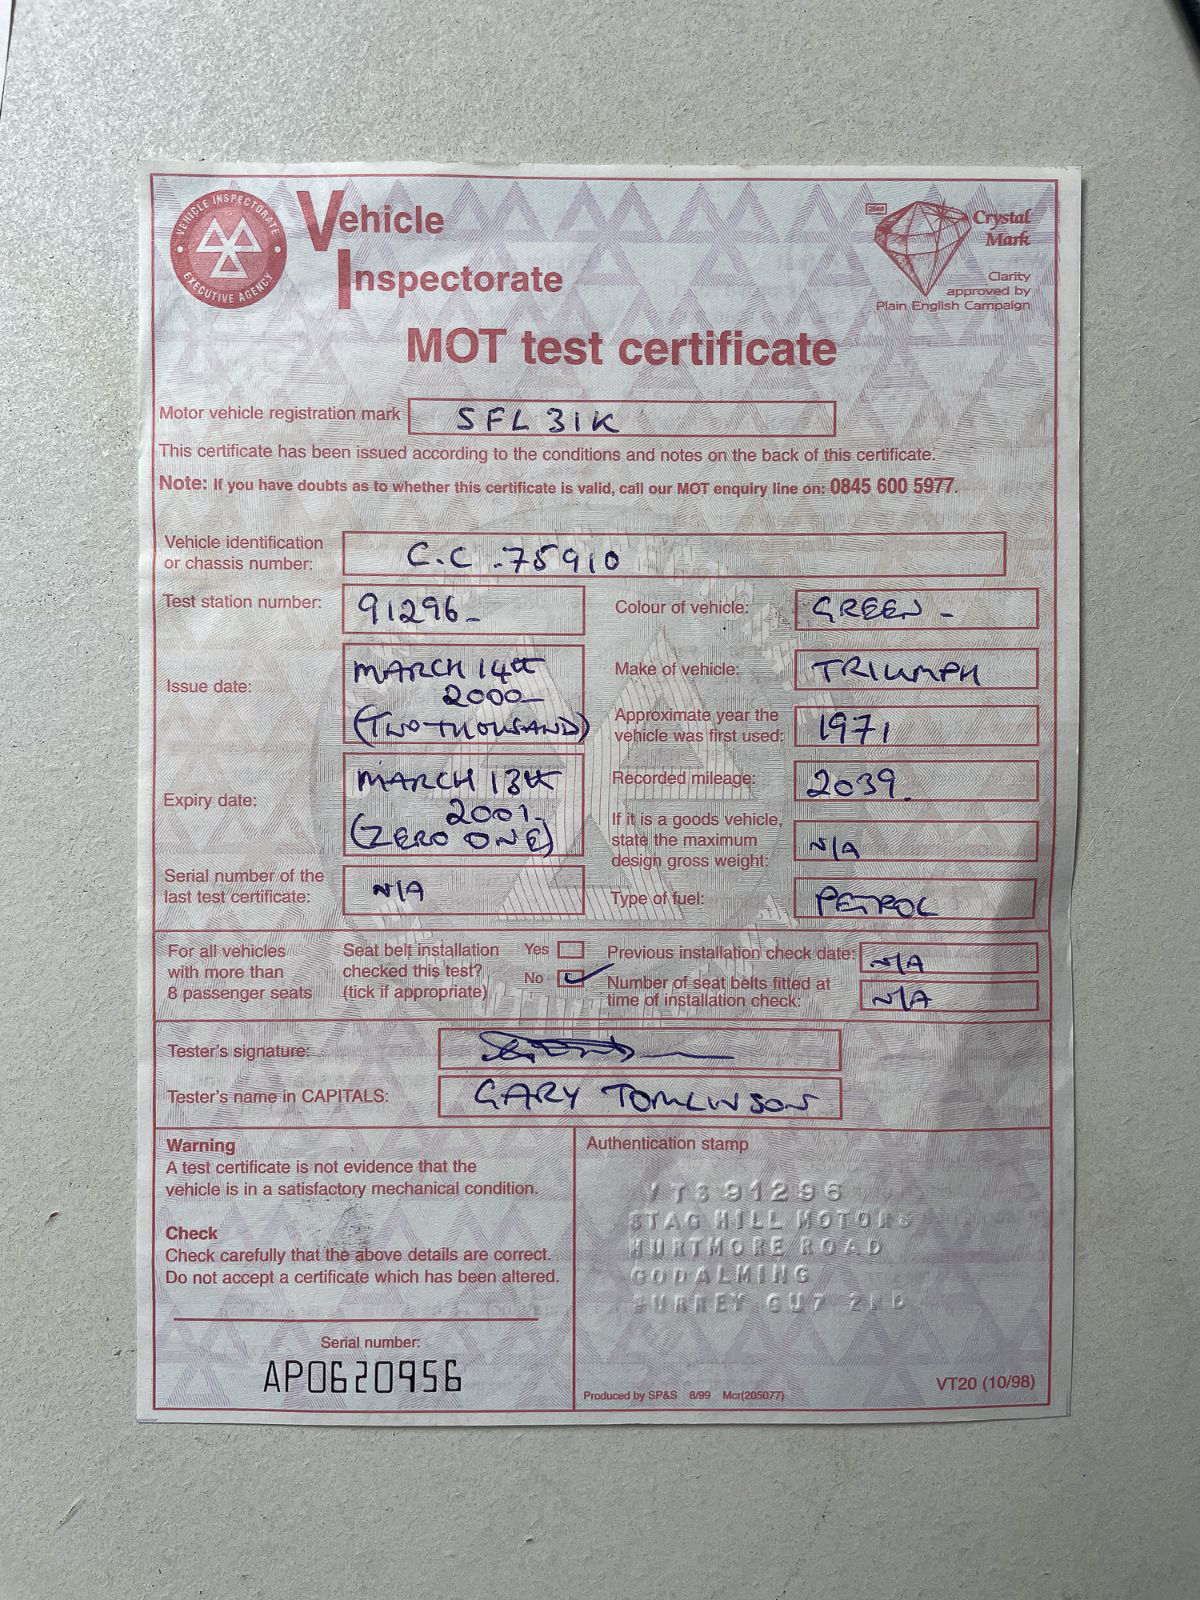 VEHICLE INSPECTORATE
EXECUTIVE AGENCY
Vehicle
Inspectorate
Crystal
Mark
Clarity
approved by
Plain English Campaign
MOT test certificate
Motor vehicle registration mark SFL 31K
This certificate has been issued according to the conditions and notes on the back of this certificate.
Note: If you have doubts as to whether this certificate is valid, call our MOT enquiry line on: 0845 600 5977.
Vehicle identification
or chassis number: C.C.75910
Test station number: 91296-
Colour of vehicle: GREEN-
Issue date: MARCH 14th
2000-
(TWO THOUSAND)
Make of vehicle: TRIUMPH
Approximate year the
vehicle was first used: 1971
Expiry date: MARCH 13th
2001-
(ZERO ONE)
Recorded mileage: 2039.
If it is a goods vehicle,
state the maximum
design gross weight: N/A
Serial number of the
last test certificate: N/A
Type of fuel: PETROL
For all vehicles
with more than
8 passenger seats
Seat belt installation
checked this test?
(tick if appropriate)
Yes
No
Previous installation check date: N/A
Number of seat belts fitted at
time of installation check: N/A
Tester's signature:
Tester's name in CAPITALS: GARY TOMLINSON
Warning
A test certificate is not evidence that the
vehicle is in a satisfactory mechanical condition.
Check
Check carefully that the above details are correct.
Do not accept a certificate which has been altered.
Serial number:
AP0620956
Authentication stamp
VTS 91296
STAG HILL MOTORS
HURTMORE ROAD
GODALMING
SURREY GU7
Produced by SP&S 8/99 Mcr(205077)
VT20 (10/98)